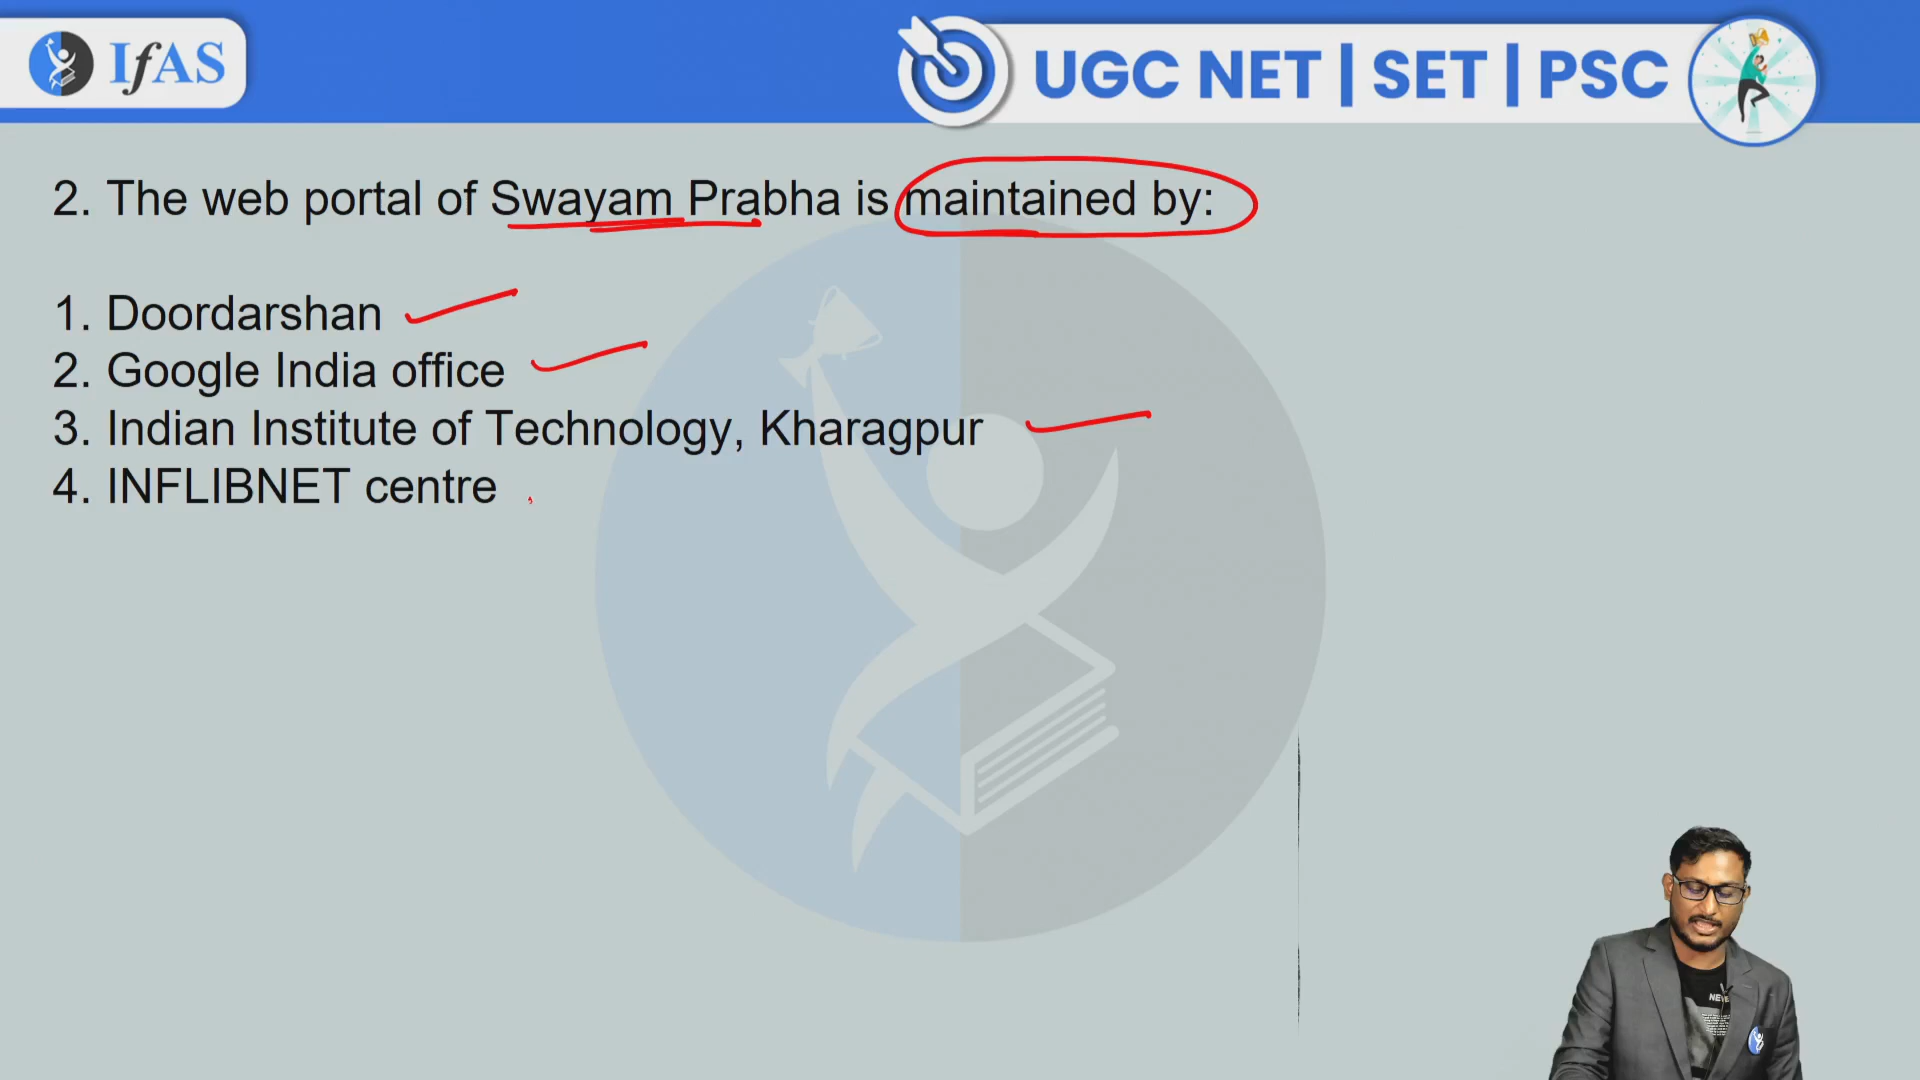 IfAS
UGC NET | SET | PSC
2. The web portal of Swayam Prabha is maintained by:
1. Doordarshan
2. Google India office
3. Indian Institute of Technology, Kharagpur
4. INFLIBNET centre